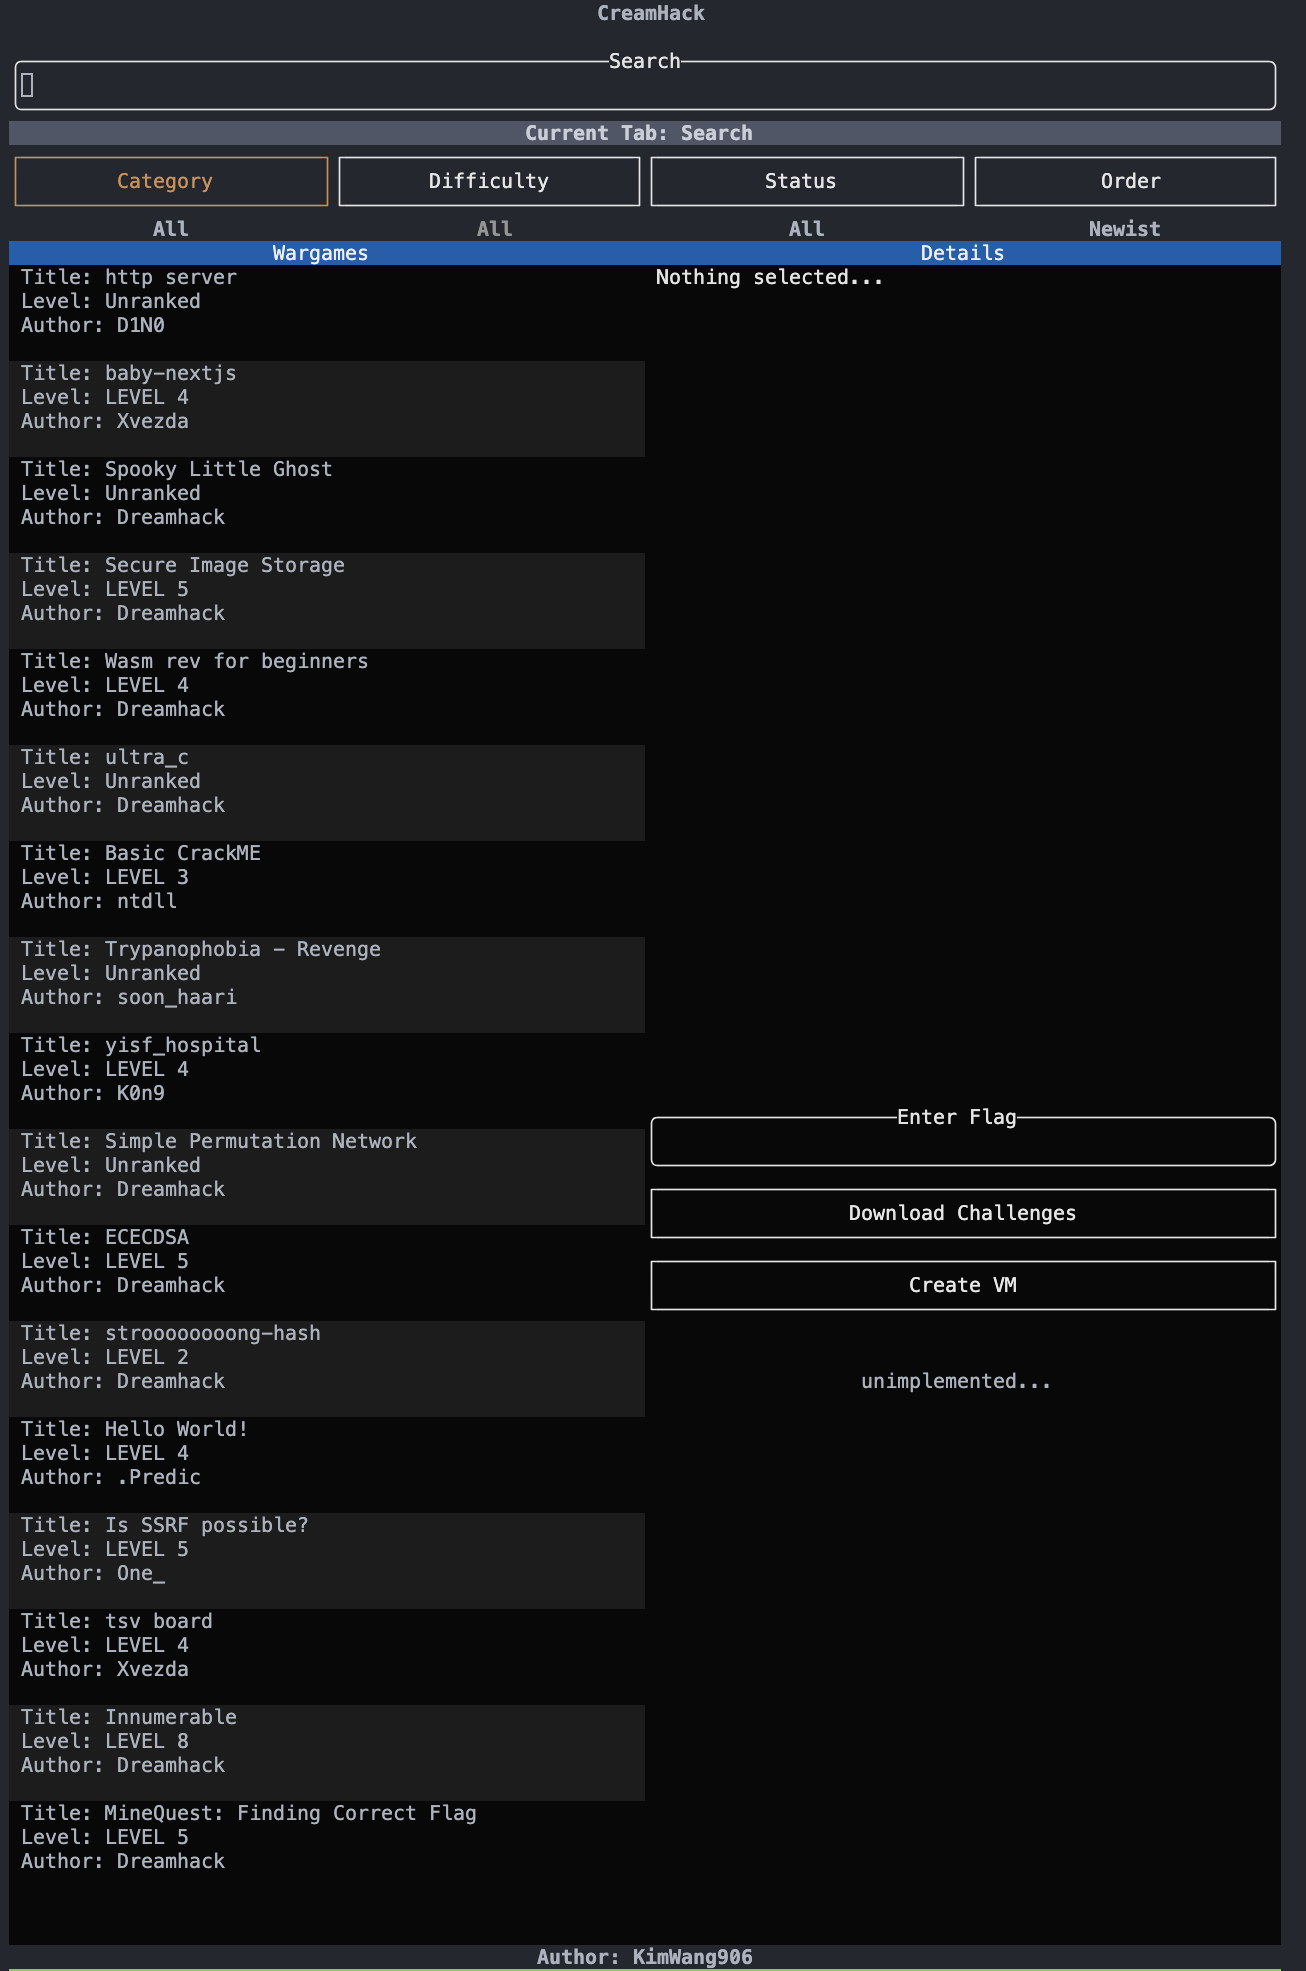 CreamHack
Search
Current Tab: Search
Category Difficulty Status Order
All All All Newist
Wargames Details
Title: http server
Level: Unranked
Author: D1N0
Title: baby-nextjs
Level: LEVEL 4
Author: Xvezda
Title: Spooky Little Ghost
Level: Unranked
Author: Dreamhack
Title: Secure Image Storage
Level: LEVEL 5
Author: Dreamhack
Title: Wasm rev for beginners
Level: LEVEL 4
Author: Dreamhack
Title: ultra_c
Level: Unranked
Author: Dreamhack
Title: Basic CrackME
Level: LEVEL 3
Author: ntdll
Title: Trypanophobia - Revenge
Level: Unranked
Author: soon_haari
Title: yisf_hospital
Level: LEVEL 4
Author: K0n9
Title: Simple Permutation Network
Level: Unranked
Author: Dreamhack
Title: ECECDSA
Level: LEVEL 5
Author: Dreamhack
Title: stroooooooong-hash
Level: LEVEL 2
Author: Dreamhack
Title: Hello World!
Level: LEVEL 4
Author: .Predic
Title: Is SSRF possible?
Level: LEVEL 5
Author: One_
Title: tsv board
Level: LEVEL 4
Author: Xvezda
Title: Innumerable
Level: LEVEL 8
Author: Dreamhack
Title: MineQuest: Finding Correct Flag
Level: LEVEL 5
Author: Dreamhack
Nothing selected...
Enter Flag
Download Challenges
Create VM
unimplemented...
Author: KimWang906